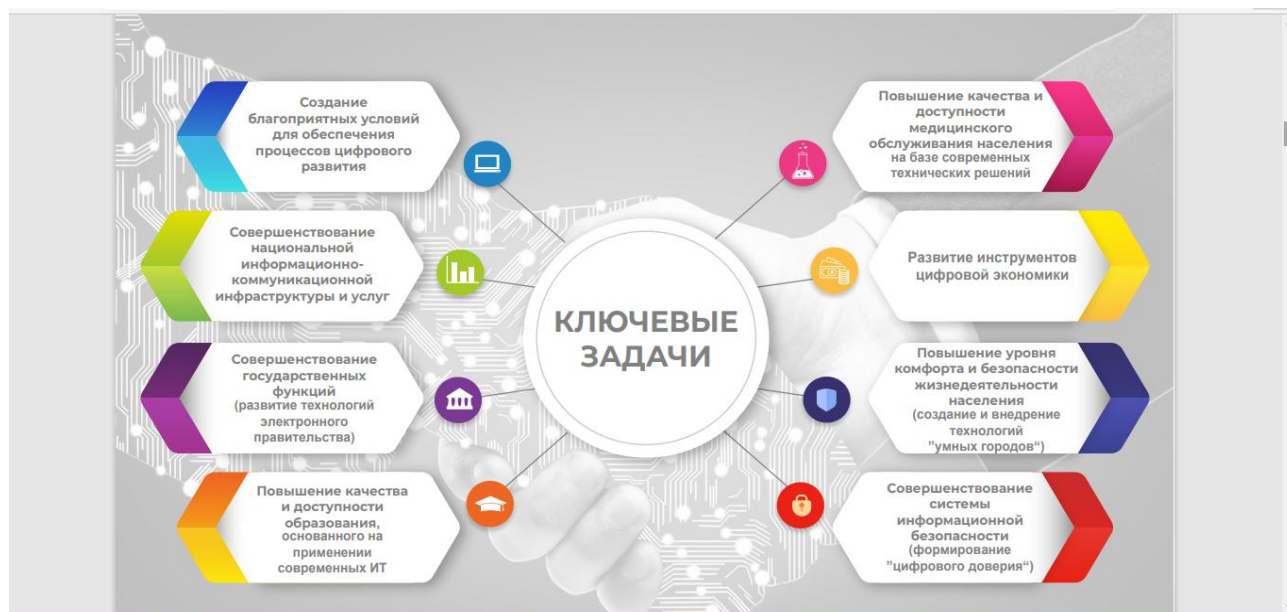 Создание
благоприятных условий
для обеспечения
процессов цифрового
развития
Совершенствование
национальной
информационно-
коммуникационной
инфраструктуры и услуг
Совершенствование
государственных
функций
(развитие технологий
электронного
правительства)
Повышение качества
и доступности
образования,
основанного на
применении
современных ИТ
КЛЮЧЕВЫЕ
ЗАДАЧИ
Повышение качества и
доступности
медицинского
обслуживания населения
на базе современных
технических решений
Развитие инструментов
цифровой экономики
Повышение уровня
комфорта и безопасности
жизнедеятельности
населения
(создание и внедрение
технологий
"умных городов“)
Совершенствование
системы
информационной
безопасности
(формирование
"цифрового доверия“)